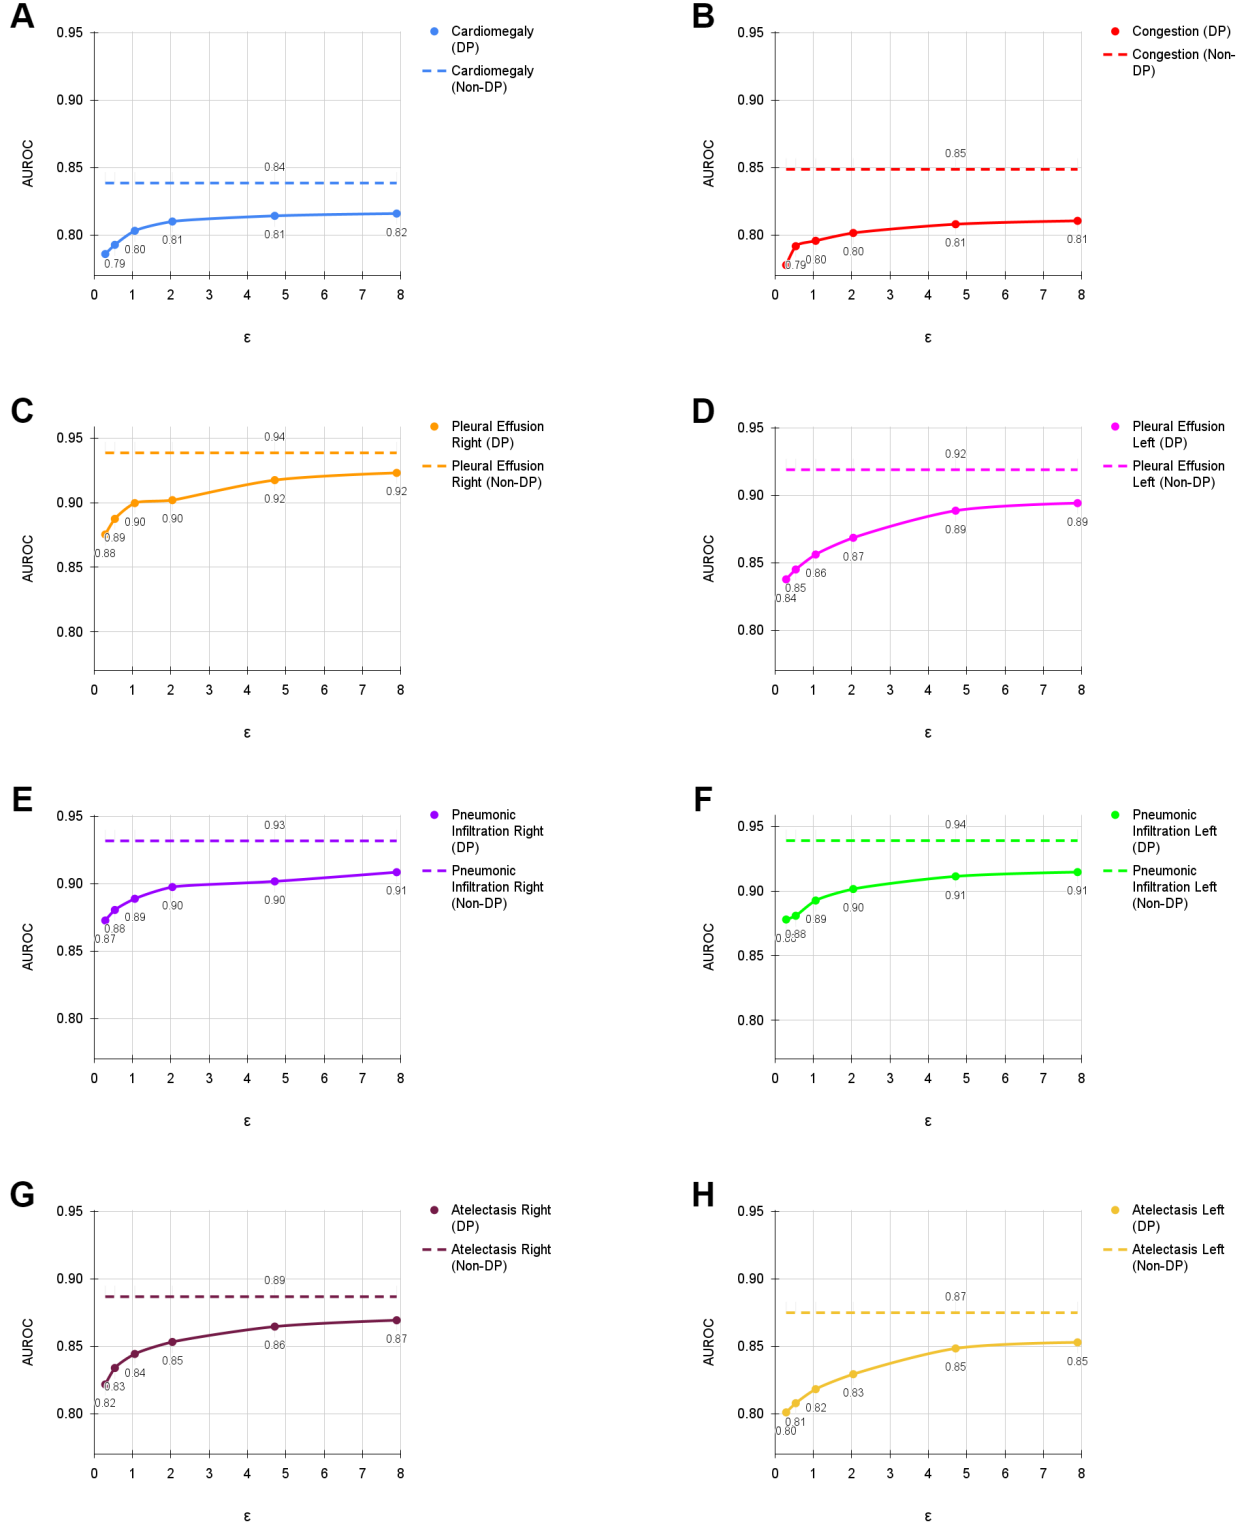 A
0.95
0.90
0.85
0.80
AUROC
0.84
0.79
0.80
0.81
0.81
0.82
0 1 2 3 4 5 6 7 8
ε
Cardiomegaly
(DP)
Cardiomegaly
(Non-DP)
B
0.95
0.90
0.85
0.80
AUROC
0.85
0.79
0.80
0.80
0.81
0.81
0 1 2 3 4 5 6 7 8
ε
Congestion (DP)
Congestion (Non-
DP)
C
0.95
0.90
0.85
0.80
AUROC
0.94
0.88
0.89
0.90
0.90
0.92
0.92
0 1 2 3 4 5 6 7 8
ε
Pleural Effusion
Right (DP)
Pleural Effusion
Right (Non-DP)
D
0.95
0.90
0.85
0.80
AUROC
0.92
0.84
0.85
0.86
0.87
0.89
0.89
0 1 2 3 4 5 6 7 8
ε
Pleural Effusion
Left (DP)
Pleural Effusion
Left (Non-DP)
E
0.95
0.90
0.85
0.80
AUROC
0.93
0.87
0.88
0.89
0.90
0.90
0.91
0 1 2 3 4 5 6 7 8
ε
Pneumonic
Infiltration Right
(DP)
Pneumonic
Infiltration Right
(Non-DP)
F
0.95
0.90
0.85
0.80
AUROC
0.94
0.88
0.89
0.90
0.91
0.91
0 1 2 3 4 5 6 7 8
ε
Pneumonic
Infiltration Left
(DP)
Pneumonic
Infiltration Left
(Non-DP)
G
0.95
0.90
0.85
0.80
AUROC
0.89
0.82
0.83
0.84
0.85
0.86
0.87
0 1 2 3 4 5 6 7 8
ε
Atelectasis Right
(DP)
Atelectasis Right
(Non-DP)
H
0.95
0.90
0.85
0.80
AUROC
0.87
0.80
0.81
0.82
0.83
0.85
0.85
0 1 2 3 4 5 6 7 8
ε
Atelectasis Left
(DP)
Atelectasis Left
(Non-DP)